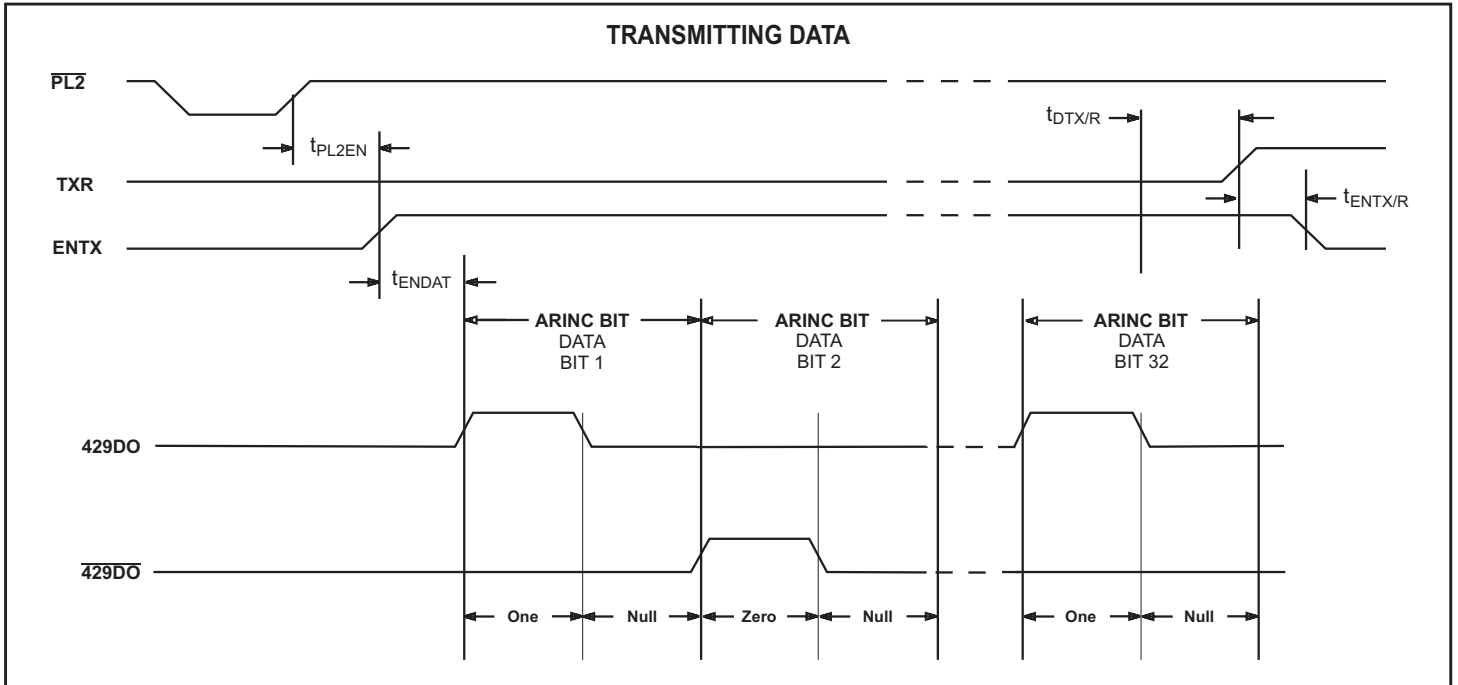 TRANSMITTING DATA
PL2
tDTX/R
tPL2EN
TXR
tENTX/R
ENTX
tENDAT
ARINC BIT
DATA
BIT 1
ARINC BIT
DATA
BIT 2
ARINC BIT
DATA
BIT 32
429DO
429DO
One
Null
Zero
Null
One
Null